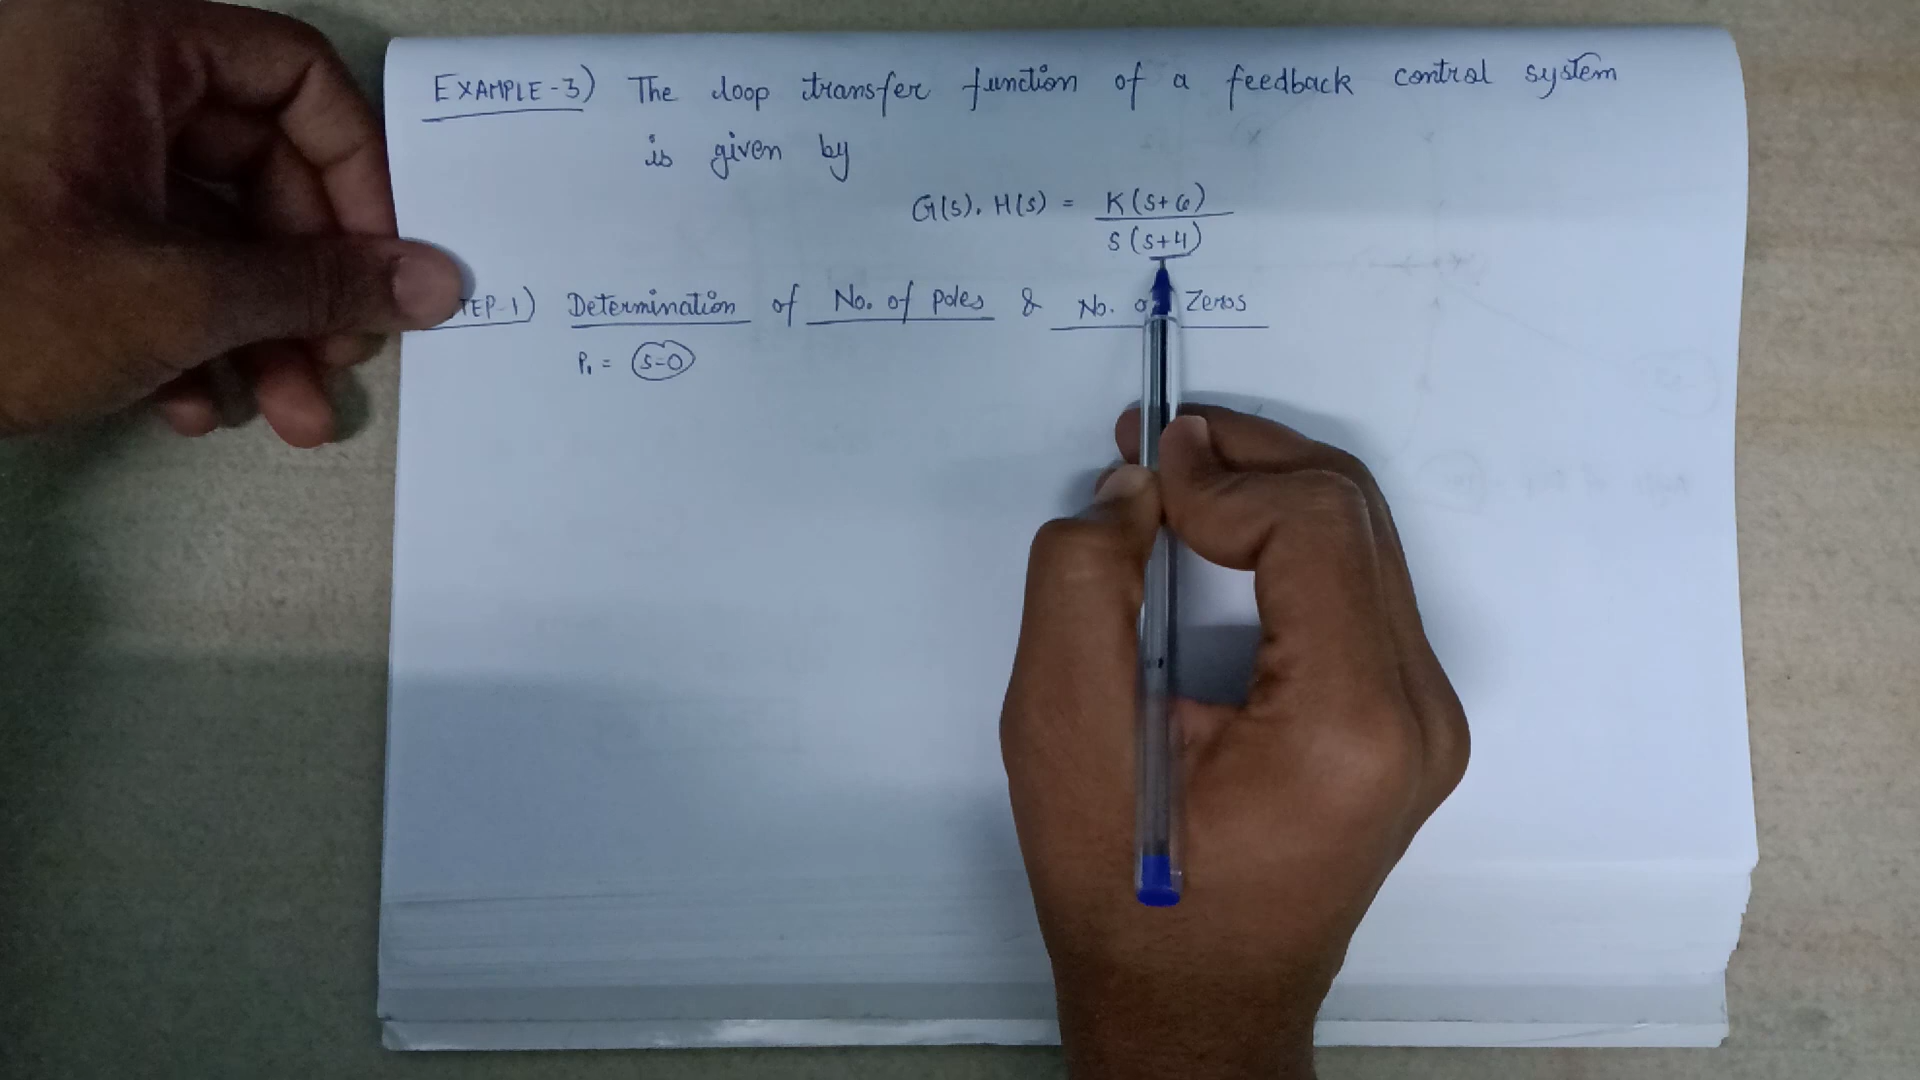 EXAMPLE-3) The loop transfer function of a feedback control system
is given by
G(s). H(s) = K(s+6)
s(s+4)
TEP-1) Determination of No. of poles & No. Zeros
P₁ = s=0